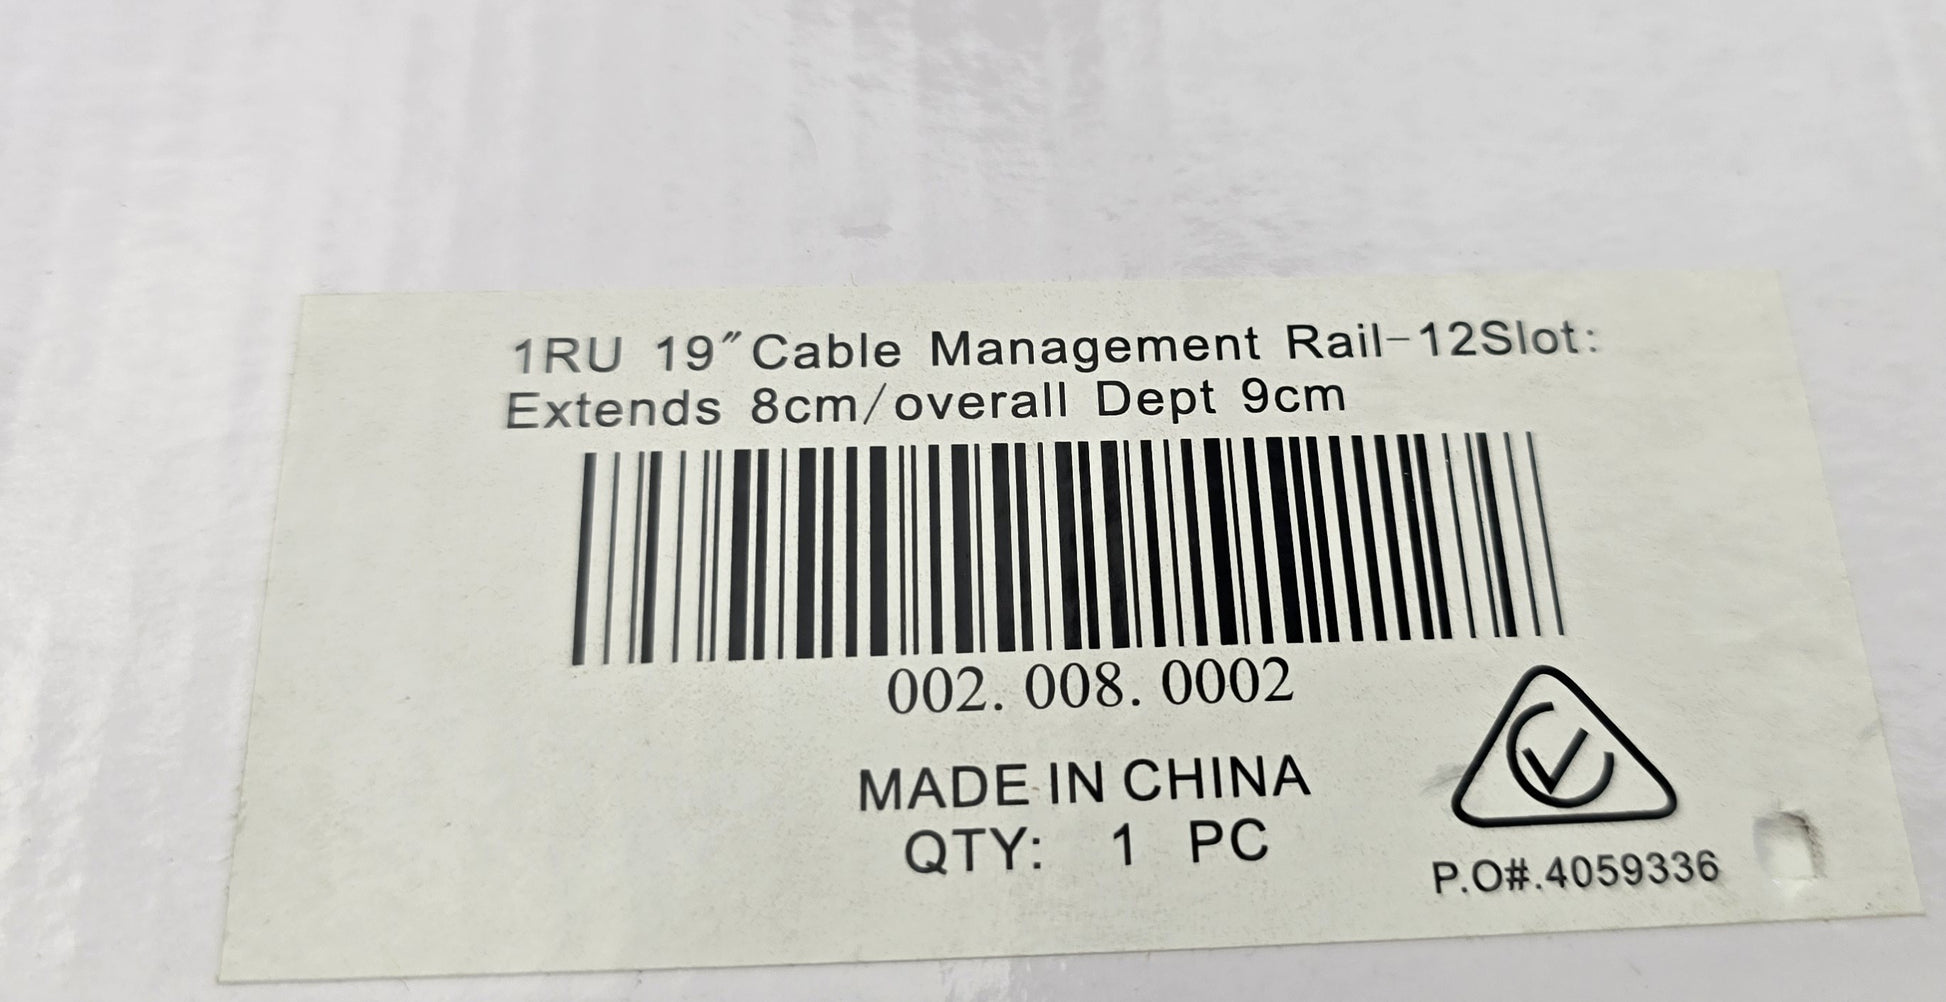 1RU 19″Cable Management Rail-12Slot:
Extends 8cm/overall Dept 9cm
002. 008. 0002
MADE IN CHINA
QTY: 1 PC
P.O#.4059336